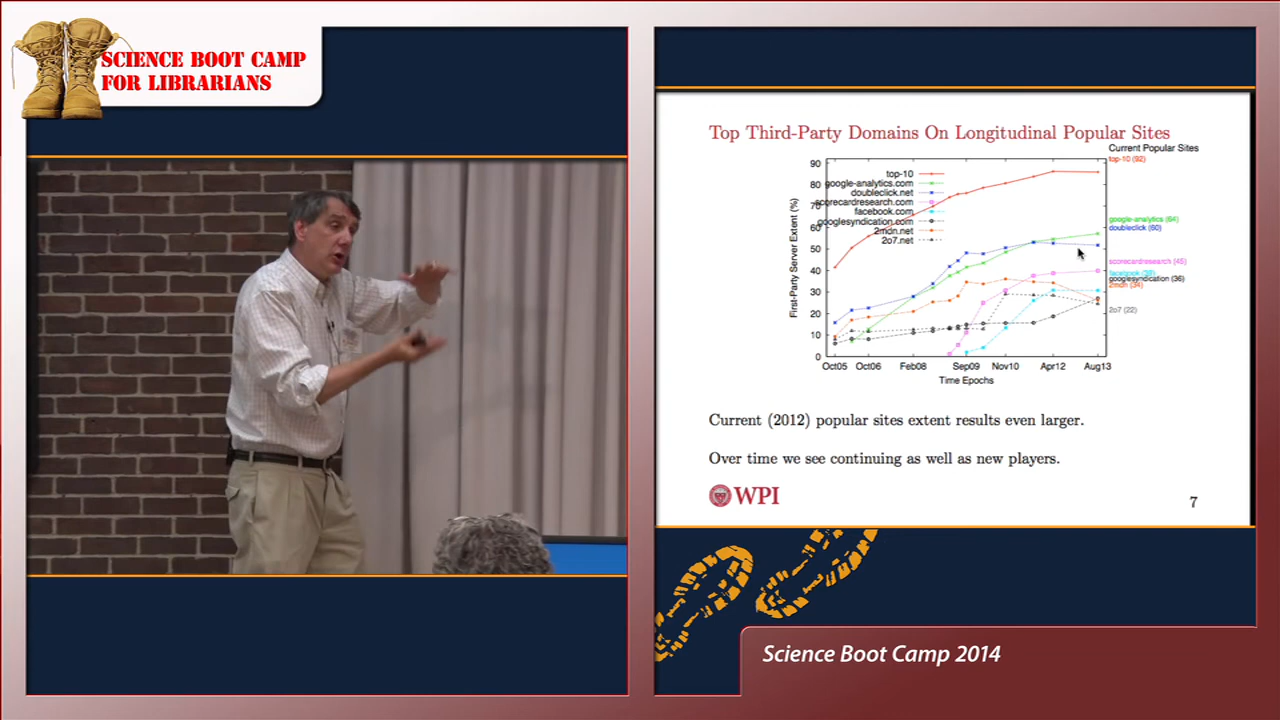 SCIENCE BOOT CAMP
FOR LIBRARIANS
Top Third-Party Domains On Longitudinal Popular Sites
Current Popular Sites
top-10 (92)
google-analytics (64)
doubleclick (60)
scorecardresearch (45)
facebook (39)
googlesyndication (36)
2mdn (34)
2o7 (22)
top-10
google-analytics.com
doubleclick.net
scorecardresearch.com
facebook.com
googlesyndication.com
2mdn.net
2o7.net
First-Party Server Extent (%)
90
80
70
60
50
40
30
20
10
0
Oct05 Oct06 Feb08 Sep09 Nov10 Apr12 Aug13
Time Epochs
Current (2012) popular sites extent results even larger.
Over time we see continuing as well as new players.
WPI
7
Science Boot Camp 2014